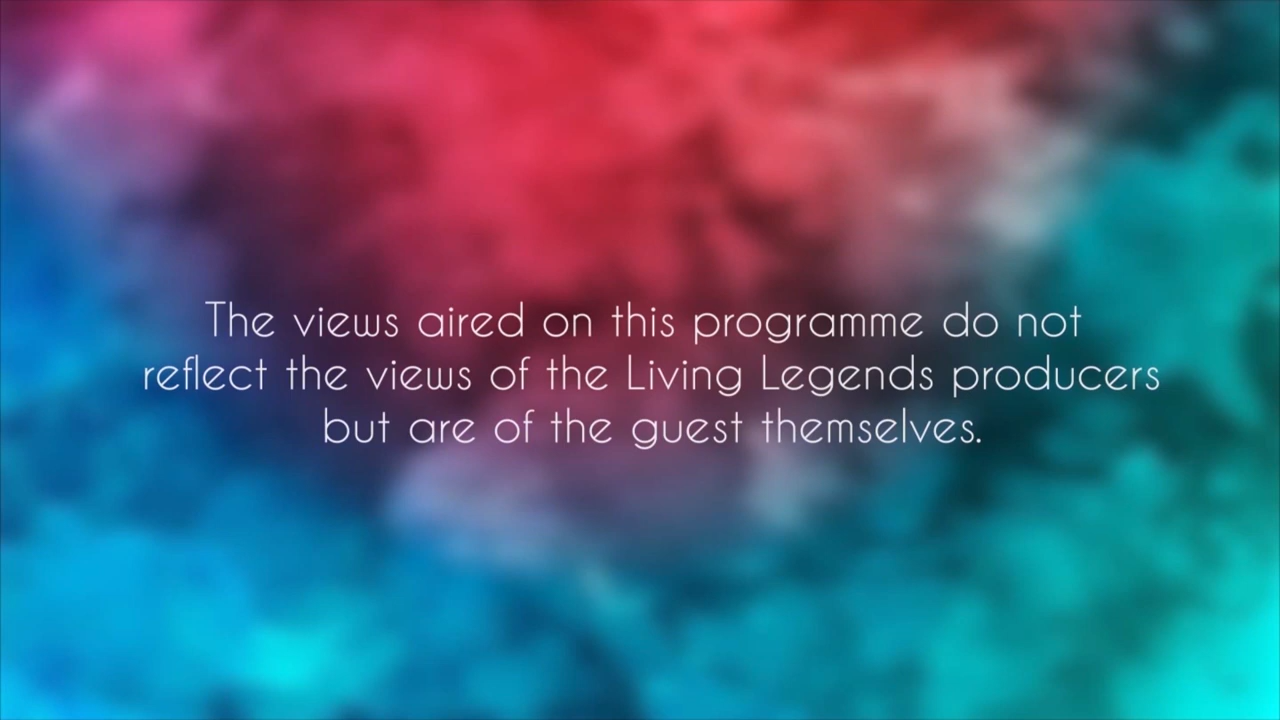 The views aired on this programme do not
reflect the views of the Living Legends producers
but are of the guest themselves.